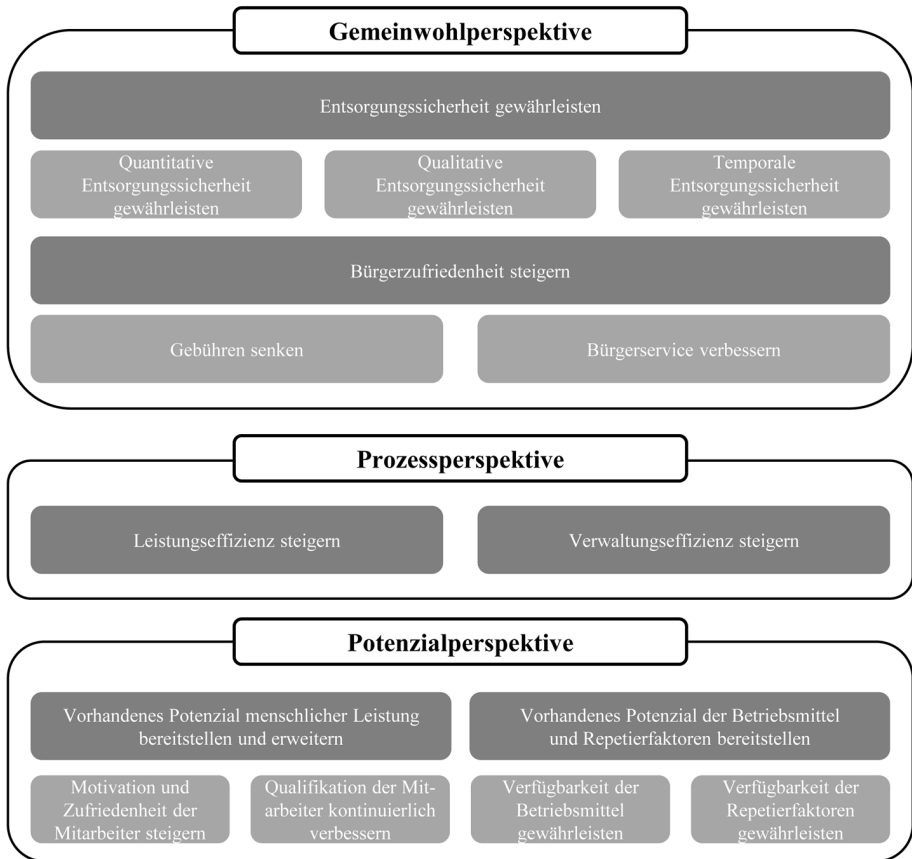 Gemeinwohlperspektive
Entsorgungssicherheit gewährleisten
Quantitative
Entsorgungssicherheit
gewährleisten
Qualitative
Entsorgungssicherheit
gewährleisten
Temporale
Entsorgungssicherheit
gewährleisten
Bürgerzufriedenheit steigern
Gebühren senken
Bürgerservice verbessern
Prozessperspektive
Leistungseffizienz steigern
Verwaltungseffizienz steigern
Potenzialperspektive
Vorhandenes Potenzial menschlicher Leistung
bereitstellen und erweitern
Vorhandenes Potenzial der Betriebsmittel
und Repetierfaktoren bereitstellen
Motivation und
Zufriedenheit der
Mitarbeiter steigern
Qualifikation der Mit-
arbeiter kontinuierlich
verbessern
Verfügbarkeit der
Betriebsmittel
gewährleisten
Verfügbarkeit der
Repetierfaktoren
gewährleisten